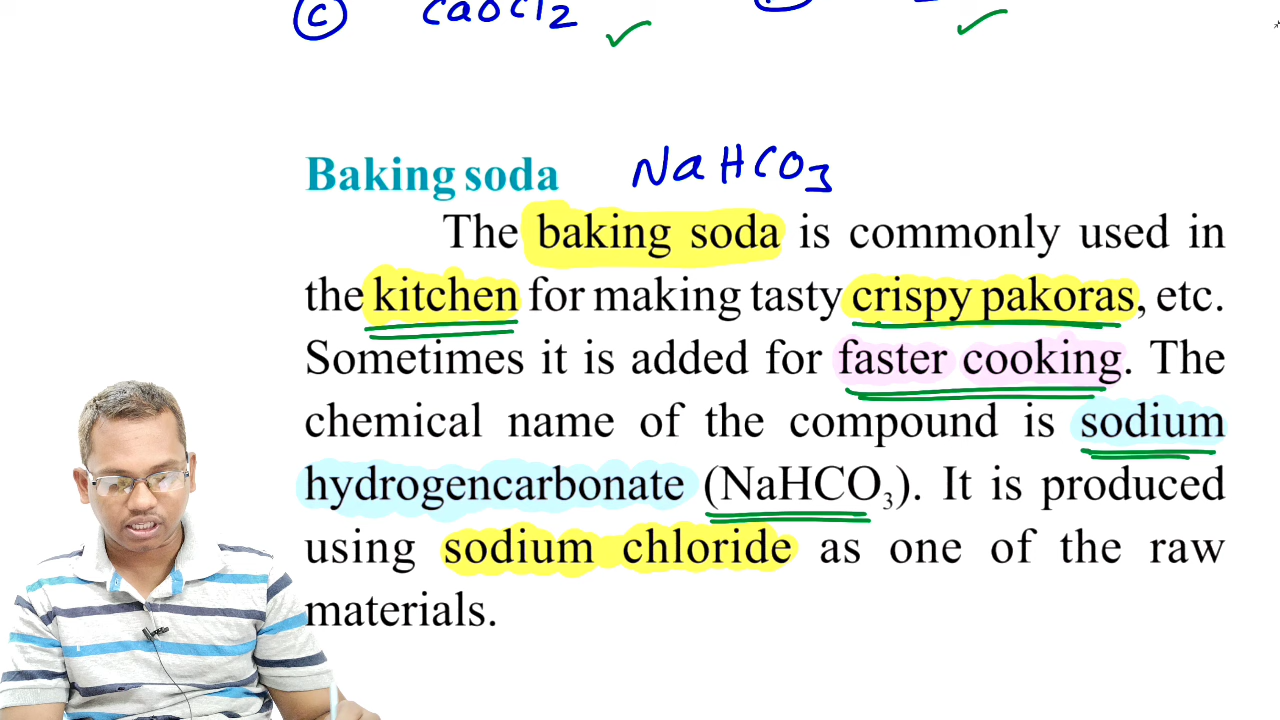 c CaOCl2
Baking soda NaHCO3
The baking soda is commonly used in
the kitchen for making tasty crispy pakoras, etc.
Sometimes it is added for faster cooking. The
chemical name of the compound is sodium
hydrogencarbonate (NaHCO₃). It is produced
using sodium chloride as one of the raw
materials.